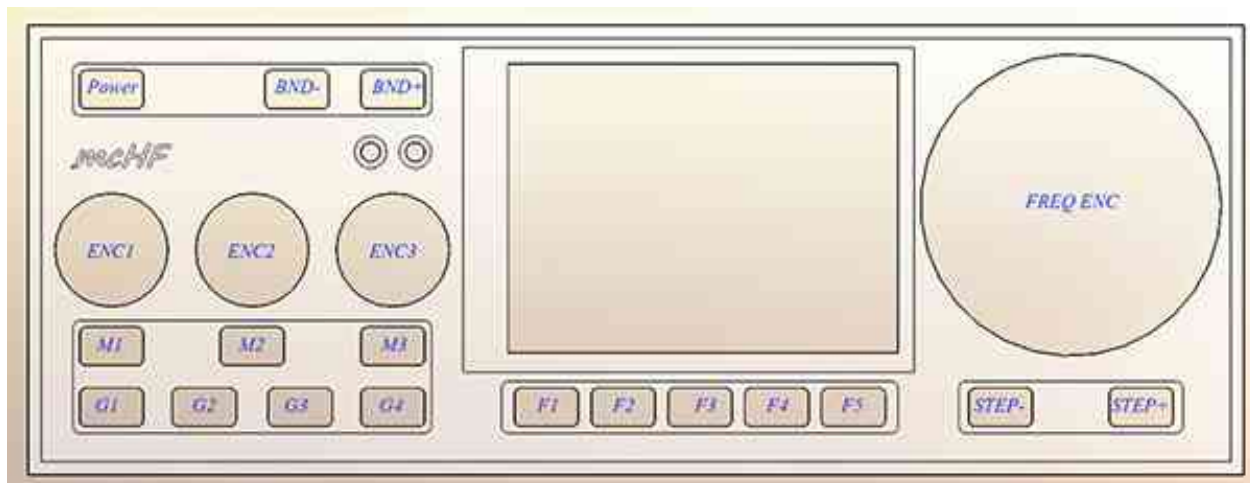 Power BND- BND+
mcHF
FREQ ENC
ENC1 ENC2 ENC3
M1 M2 M3
G1 G2 G3 G4
F1 F2 F3 F4 F5
STEP- STEP+